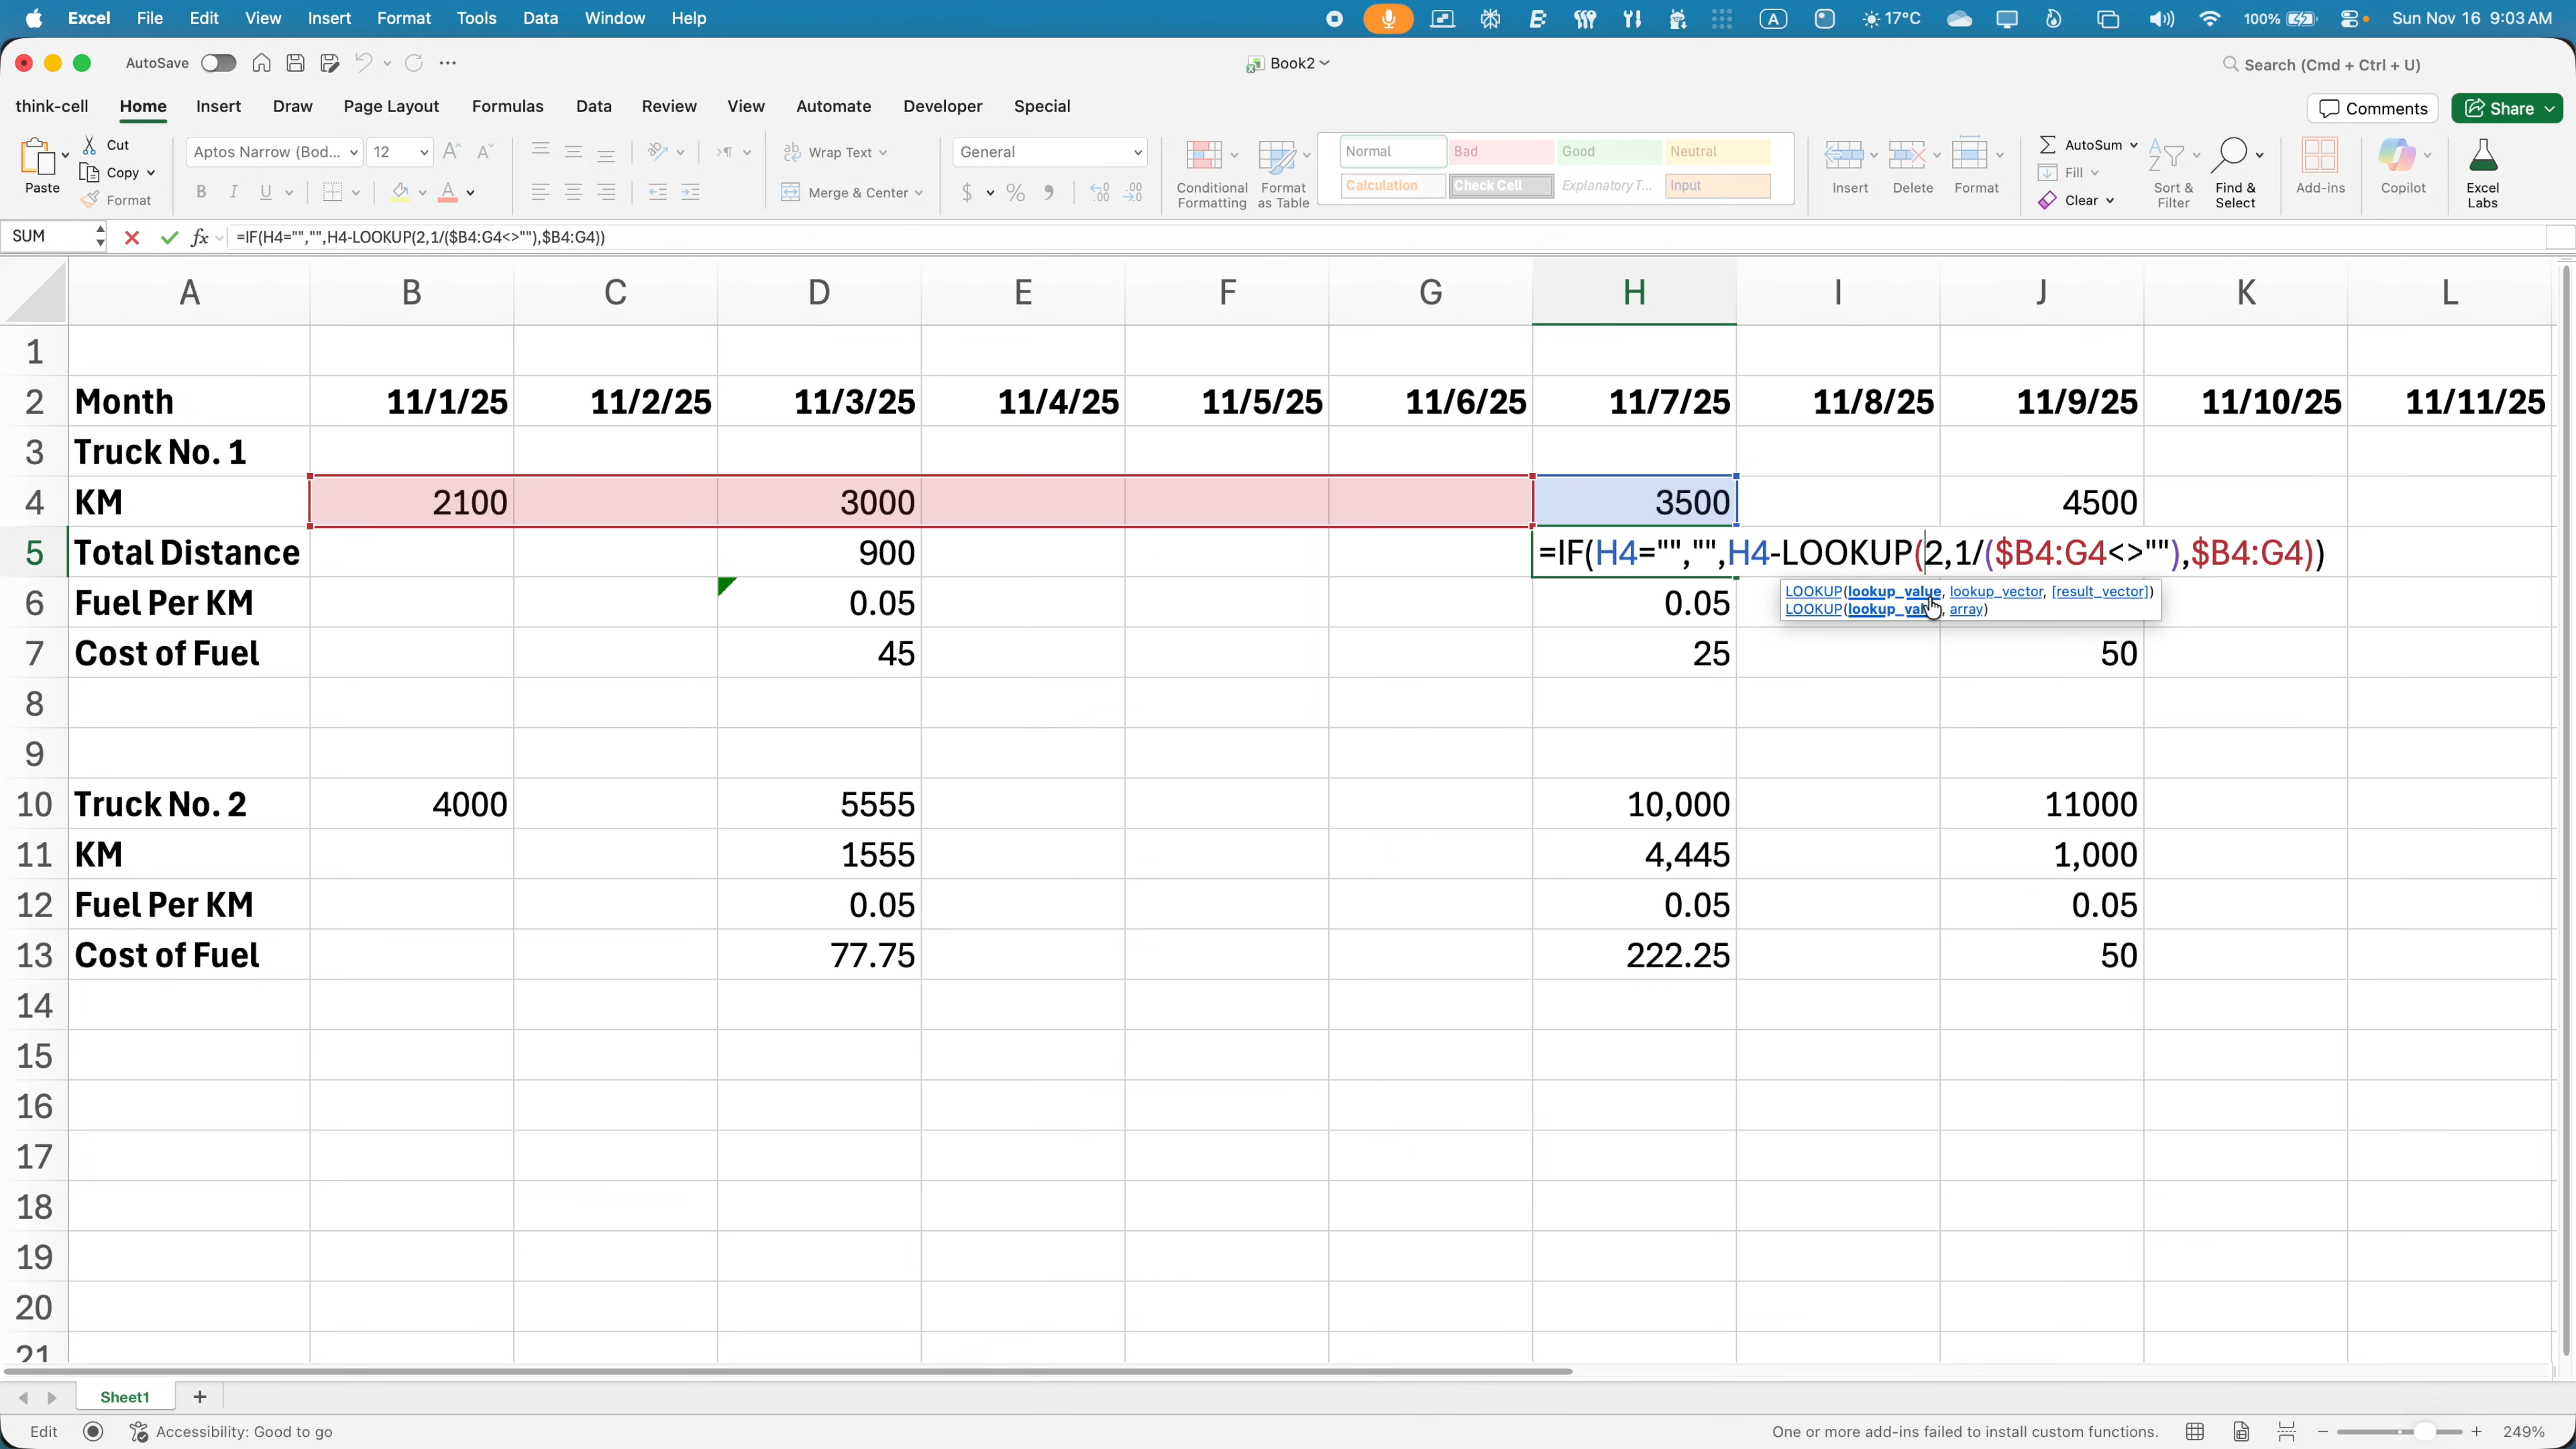 Excel File Edit View Insert Format Tools Data Window Help A 17°C 100% Sun Nov 16 9:03 AM
AutoSave Book2 Search (Cmd + Ctrl + U)
think-cell Home Insert Draw Page Layout Formulas Data Review View Automate Developer Special Comments Share
Paste Cut Copy Format
Aptos Narrow (Bod... 12 A A
B I U A
Wrap Text
Merge & Center
General
$ %
Conditional Formatting
Format as Table
Normal Bad Good Neutral
Calculation Check Cell Explanatory T... Input
Insert Delete Format
AutoSum
Fill
Clear
Sort & Filter
Find & Select
Add-ins
Copilot
Excel Labs
SUM fx =IF(H4="","",H4-LOOKUP(2,1/($B4:G4<>""),$B4:G4))
A B C D E F G H I J K L
1
2 Month 11/1/25 11/2/25 11/3/25 11/4/25 11/5/25 11/6/25 11/7/25 11/8/25 11/9/25 11/10/25 11/11/25
3 Truck No. 1
4 KM 2100 3000 3500 4500
5 Total Distance 900 =IF(H4="","",H4-LOOKUP(2,1/($B4:G4<>""),$B4:G4))
LOOKUP(lookup_value, lookup_vector, [result_vector])
LOOKUP(lookup_value, array)
6 Fuel Per KM 0.05 0.05
7 Cost of Fuel 45 25 50
8
9
10 Truck No. 2 4000 5555 10,000 11000
11 KM 1555 4,445 1,000
12 Fuel Per KM 0.05 0.05 0.05
13 Cost of Fuel 77.75 222.25 50
14
15
16
17
18
19
20
21
Sheet1 +
Edit Accessibility: Good to go One or more add-ins failed to install custom functions. 249%